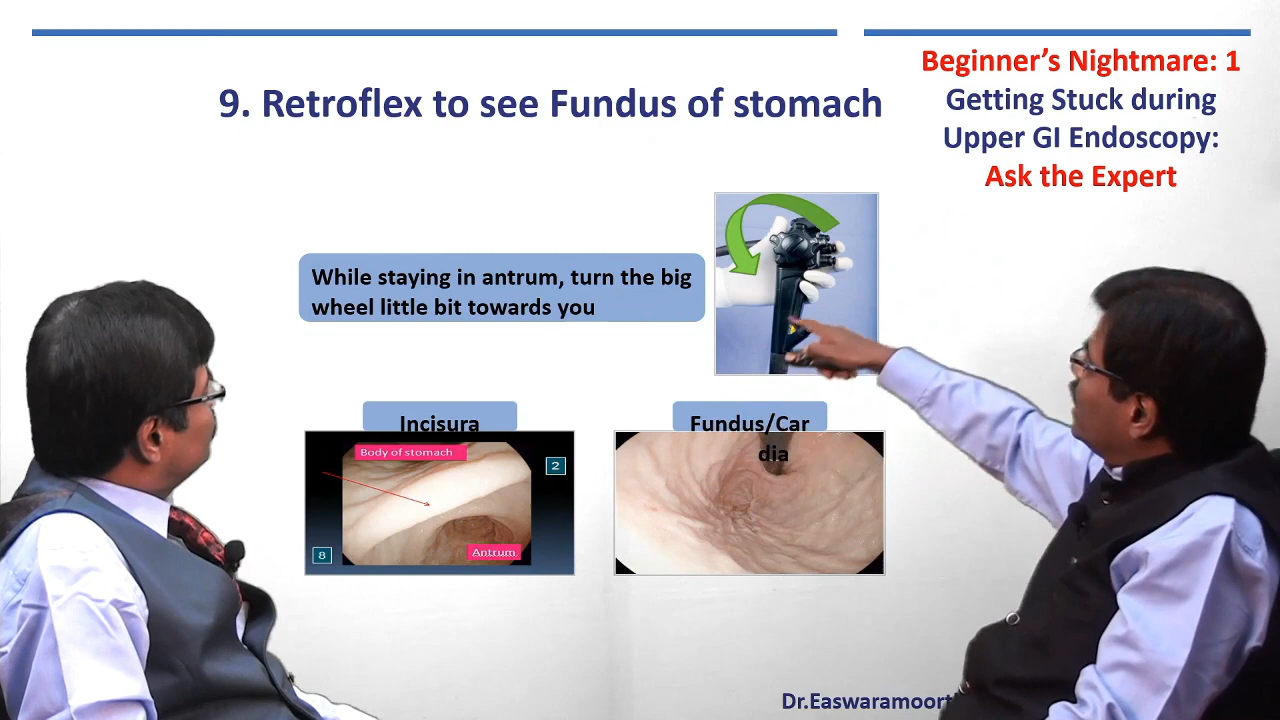 Beginner's Nightmare: 1
Getting Stuck during
Upper GI Endoscopy:
Ask the Expert
9. Retroflex to see Fundus of stomach
While staying in antrum, turn the big
wheel little bit towards you
Incisura
Fundus/Car
dia
Body of stomach
2
8
Antrum